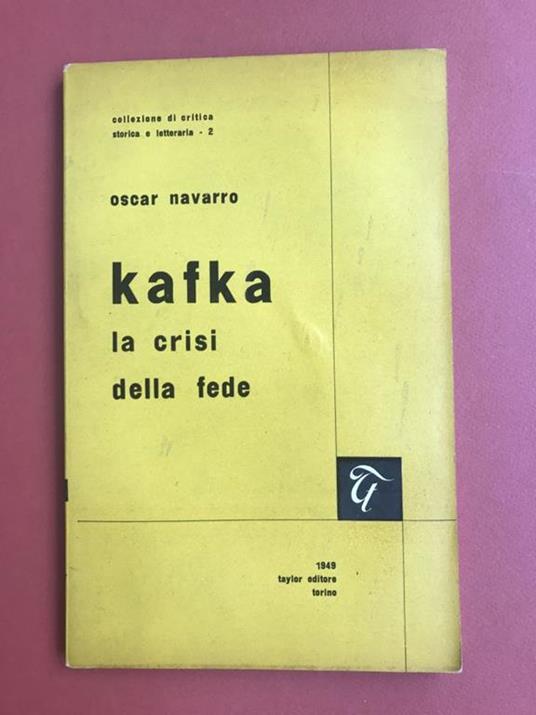 collezione di critica
storica e letteraria - 2
oscar navarro
kafka
la crisi
della fede
1949
taylor editore
torino